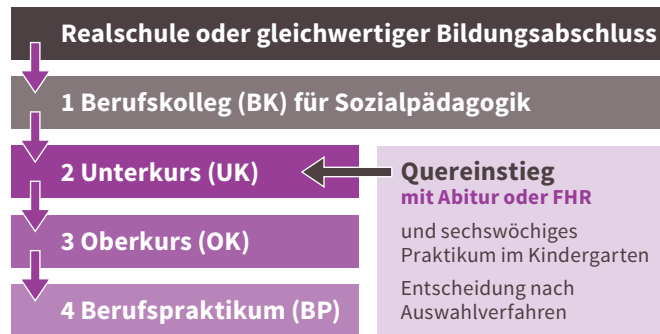 Realschule oder gleichwertiger Bildungsabschluss
1 Berufskolleg (BK) für Sozialpädagogik
2 Unterkurs (UK)
3 Oberkurs (OK)
4 Berufspraktikum (BP)
Quereinstieg
mit Abitur oder FHR
und sechswöchiges
Praktikum im Kindergarten
Entscheidung nach
Auswahlverfahren